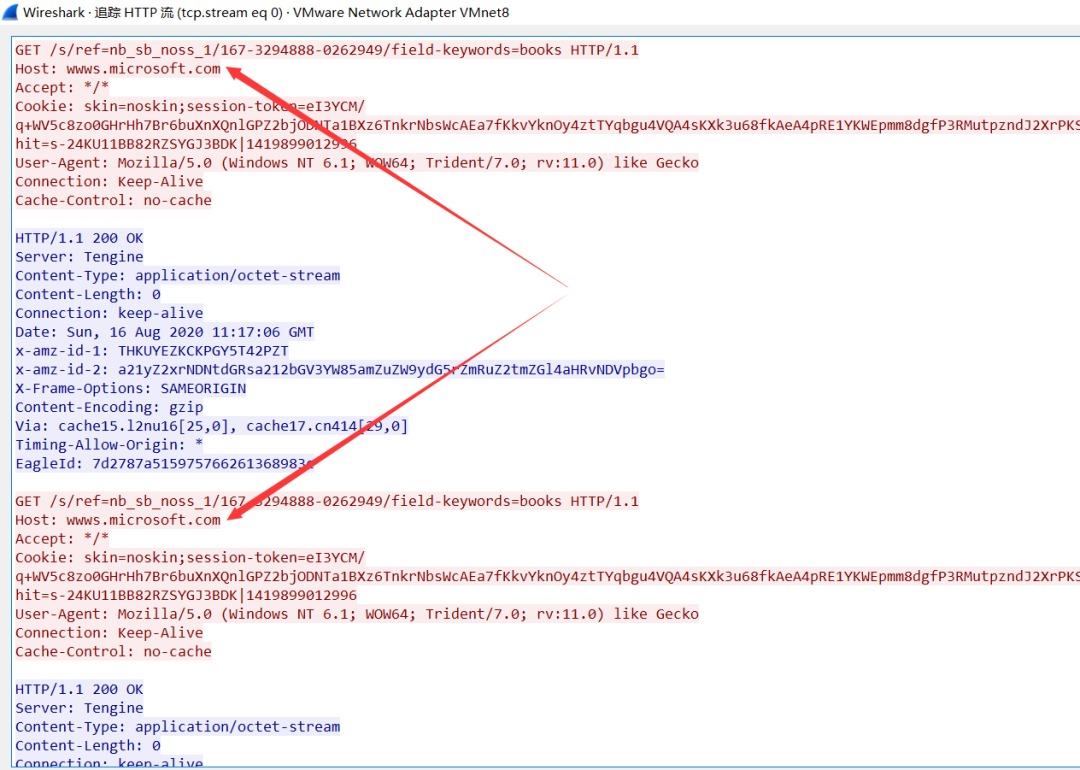 Wireshark · 追踪 HTTP 流 (tcp.stream eq 0) · VMware Network Adapter VMnet8
GET /s/ref=nb_sb_noss_1/167-3294888-0262949/field-keywords=books HTTP/1.1
Host: wwws.microsoft.com
Accept: */*
Cookie: skin=noskin;session-token=eI3YCM/
q+WV5c8zo0GHrHh7Br6buXnXQnlGPZ2bjODNTa1BXz6TnkrNbsWcAEa7fKkvYknOy4ztTYqbgu4VQA4sKXk3u68fkAeA4pRE1YKWEpmm8dgfP3RMutpzndJ2XrPKS
hit=s-24KU11BB82RZSYGJ3BDK|1419899012996
User-Agent: Mozilla/5.0 (Windows NT 6.1; WOW64; Trident/7.0; rv:11.0) like Gecko
Connection: Keep-Alive
Cache-Control: no-cache
HTTP/1.1 200 OK
Server: Tengine
Content-Type: application/octet-stream
Content-Length: 0
Connection: keep-alive
Date: Sun, 16 Aug 2020 11:17:06 GMT
x-amz-id-1: THKUYEZKCKPGY5T42PZT
x-amz-id-2: a21yZ2xrNDNtdGRsa212bGV3YW85amZuZW9ydG5rZmRuZ2tmZGl4aHRvNDVpbgo=
X-Frame-Options: SAMEORIGIN
Content-Encoding: gzip
Via: cache15.l2nu16[25,0], cache17.cn414[29,0]
Timing-Allow-Origin: *
EagleId:
GET /s/ref=nb_sb_noss_1/167-3294888-0262949/field-keywords=books HTTP/1.1
Host: wwws.microsoft.com
Accept: */*
Cookie: skin=noskin;session-token=eI3YCM/
q+WV5c8zo0GHrHh7Br6buXnXQnlGPZ2bjODNTa1BXz6TnkrNbsWcAEa7fKkvYknOy4ztTYqbgu4VQA4sKXk3u68fkAeA4pRE1YKWEpmm8dgfP3RMutpzndJ2XrPKS
hit=s-24KU11BB82RZSYGJ3BDK|1419899012996
User-Agent: Mozilla/5.0 (Windows NT 6.1; WOW64; Trident/7.0; rv:11.0) like Gecko
Connection: Keep-Alive
Cache-Control: no-cache
HTTP/1.1 200 OK
Server: Tengine
Content-Type: application/octet-stream
Content-Length: 0
Connection: keep-alive